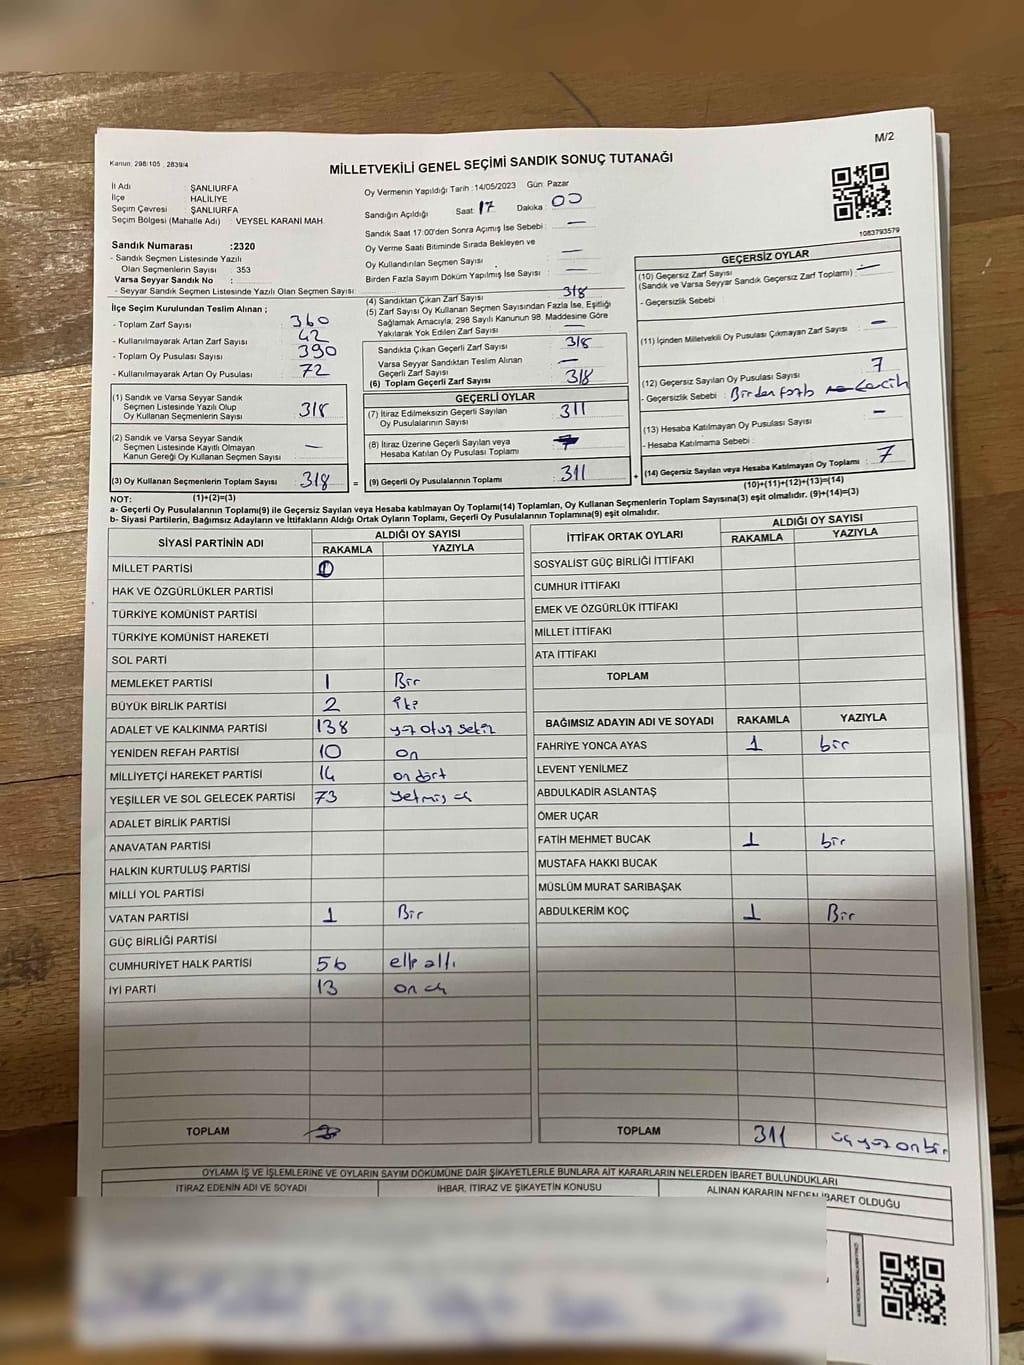 M/2
Kanun: 298/105 , 2839/4
MİLLETVEKİLİ GENEL SEÇİMİ SANDIK SONUÇ TUTANAĞI
İl Adı : ŞANLIURFA
İlçe : HALİLİYE
Seçim Çevresi : ŞANLIURFA
Seçim Bölgesi (Mahalle Adı) : VEYSEL KARANİ MAH.
Sandık Numarası :2320
- Sandık Seçmen Listesinde Yazılı
Olan Seçmenlerin Sayısı : 353
Varsa Seyyar Sandık No :
- Seyyar Sandık Seçmen Listesinde Yazılı Olan Seçmen Sayısı:
Oy Vermenin Yapıldığı Tarih : 14/05/2023 Gün: Pazar
Sandığın Açıldığı Saat: 17 Dakika : 00
Sandık Saat 17:00'den Sonra Açılmış İse Sebebi : —
Oy Verme Saati Bitiminde Sırada Bekleyen ve
Oy Kullandırılan Seçmen Sayısı : —
Birden Fazla Sayım Döküm Yapılmış İse Sayısı : —
1083793579
İlçe Seçim Kurulundan Teslim Alınan ;
- Toplam Zarf Sayısı : 360
- Kullanılmayarak Artan Zarf Sayısı : 42
- Toplam Oy Pusulası Sayısı : 390
- Kullanılmayarak Artan Oy Pusulası : 72
(1) Sandık ve Varsa Seyyar Sandık
Seçmen Listesinde Yazılı Olup
Oy Kullanan Seçmenlerin Sayısı : 318
(2) Sandık ve Varsa Seyyar Sandık
Seçmen Listesinde Kayıtlı Olmayan
Kanun Gereği Oy Kullanan Seçmen Sayısı : —
(3) Oy Kullanan Seçmenlerin Toplam Sayısı : 318
(1)+(2)=(3)
(4) Sandıktan Çıkan Zarf Sayısı : 318
(5) Zarf Sayısı Oy Kullanan Seçmen Sayısından Fazla İse, Eşitliği
Sağlamak Amacıyla, 298 Sayılı Kanunun 98. Maddesine Göre
Yakılarak Yok Edilen Zarf Sayısı : —
Sandıkta Çıkan Geçerli Zarf Sayısı : 318
Varsa Seyyar Sandıktan Teslim Alınan
Geçerli Zarf Sayısı : —
(6) Toplam Geçerli Zarf Sayısı : 318
GEÇERLİ OYLAR
(7) İtiraz Edilmeksizin Geçerli Sayılan
Oy Pusulalarının Sayısı : 311
(8) İtiraz Üzerine Geçerli Sayılan veya
Hesaba Katılan Oy Pusulası Toplamı :
= (9) Geçerli Oy Pusulalarının Toplamı : 311
GEÇERSİZ OYLAR
(10) Geçersiz Zarf Sayısı
(Sandık ve Varsa Seyyar Sandık Geçersiz Zarf Toplamı) : —
- Geçersizlik Sebebi :
(11) İçinden Milletvekili Oy Pusulası Çıkmayan Zarf Sayısı : —
(12) Geçersiz Sayılan Oy Pusulası Sayısı : 7
- Geçersizlik Sebebi : Birden fazla tercih
(13) Hesaba Katılmayan Oy Pusulası Sayısı : —
- Hesaba Katılmama Sebebi :
+ (14) Geçersiz Sayılan veya Hesaba Katılmayan Oy Toplamı : 7
(10)+(11)+(12)+(13)=(14)
NOT:
a- Geçerli Oy Pusulalarının Toplamı(9) ile Geçersiz Sayılan veya Hesaba katılmayan Oy Toplamı(14) Toplamları, Oy Kullanan Seçmenlerin Toplam Sayısına(3) eşit olmalıdır. (9)+(14)=(3)
b- Siyasi Partilerin, Bağımsız Adayların ve İttifakların Aldığı Ortak Oyların Toplamı, Geçerli Oy Pusulalarının Toplamına(9) eşit olmalıdır.
SİYASİ PARTİNİN ADI ALDIĞI OY SAYISI
RAKAMLA YAZIYLA
MİLLET PARTİSİ
HAK VE ÖZGÜRLÜKLER PARTİSİ
TÜRKİYE KOMÜNİST PARTİSİ
TÜRKİYE KOMÜNİST HAREKETİ
SOL PARTİ
MEMLEKET PARTİSİ 1 Bir
BÜYÜK BİRLİK PARTİSİ 2 iki
ADALET VE KALKINMA PARTİSİ 138 yüz otuz sekiz
YENİDEN REFAH PARTİSİ 10 on
MİLLİYETÇİ HAREKET PARTİSİ 14 on dört
YEŞİLLER VE SOL GELECEK PARTİSİ 73 yetmiş üç
ADALET BİRLİK PARTİSİ
ANAVATAN PARTİSİ
HALKIN KURTULUŞ PARTİSİ
MİLLİ YOL PARTİSİ
VATAN PARTİSİ 1 Bir
GÜÇ BİRLİĞİ PARTİSİ
CUMHURİYET HALK PARTİSİ 56 elli altı
İYİ PARTİ 13 on üç
TOPLAM
İTTİFAK ORTAK OYLARI ALDIĞI OY SAYISI
RAKAMLA YAZIYLA
SOSYALİST GÜÇ BİRLİĞİ İTTİFAKI
CUMHUR İTTİFAKI
EMEK VE ÖZGÜRLÜK İTTİFAKI
MİLLET İTTİFAKI
ATA İTTİFAKI
TOPLAM
BAĞIMSIZ ADAYIN ADI VE SOYADI RAKAMLA YAZIYLA
FAHRİYE YONCA AYAS 1 bir
LEVENT YENİLMEZ
ABDULKADİR ASLANTAŞ
ÖMER UÇAR
FATİH MEHMET BUCAK 1 bir
MUSTAFA HAKKI BUCAK
MÜSLÜM MURAT SARIBAŞAK
ABDULKERİM KOÇ 1 Bir
TOPLAM 311 üç yüz on bir
OYLAMA İŞ VE İŞLEMLERİNE VE OYLARIN SAYIM DÖKÜMÜNE DAİR ŞİKAYETLERLE BUNLARA AİT KARARLARIN NELERDEN İBARET BULUNDUKLARI
İTİRAZ EDENİN ADI VE SOYADI İHBAR, İTİRAZ VE ŞİKAYETİN KONUSU ALINAN KARARIN NEDEN İBARET OLDUĞU